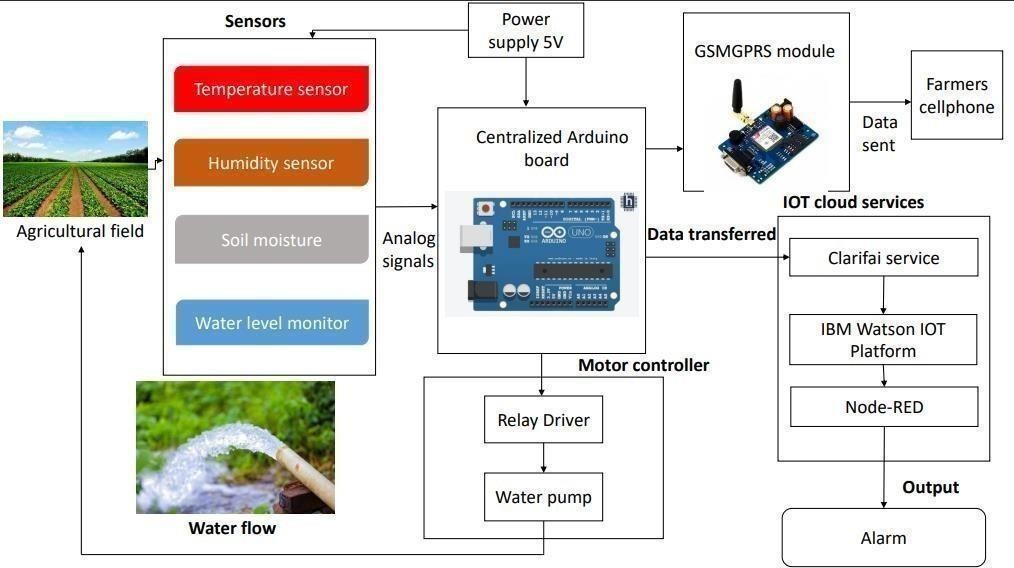 Sensors
Power
supply 5V
GSMGPRS module
Farmers
cellphone
Data
sent
Temperature sensor
Humidity sensor
Soil moisture
Water level monitor
Agricultural field
Analog
signals
Centralized Arduino
board
UNO
ARDUINO
Data transferred
IOT cloud services
Clarifai service
IBM Watson IOT
Platform
Node-RED
Motor controller
Relay Driver
Water pump
Water flow
Output
Alarm